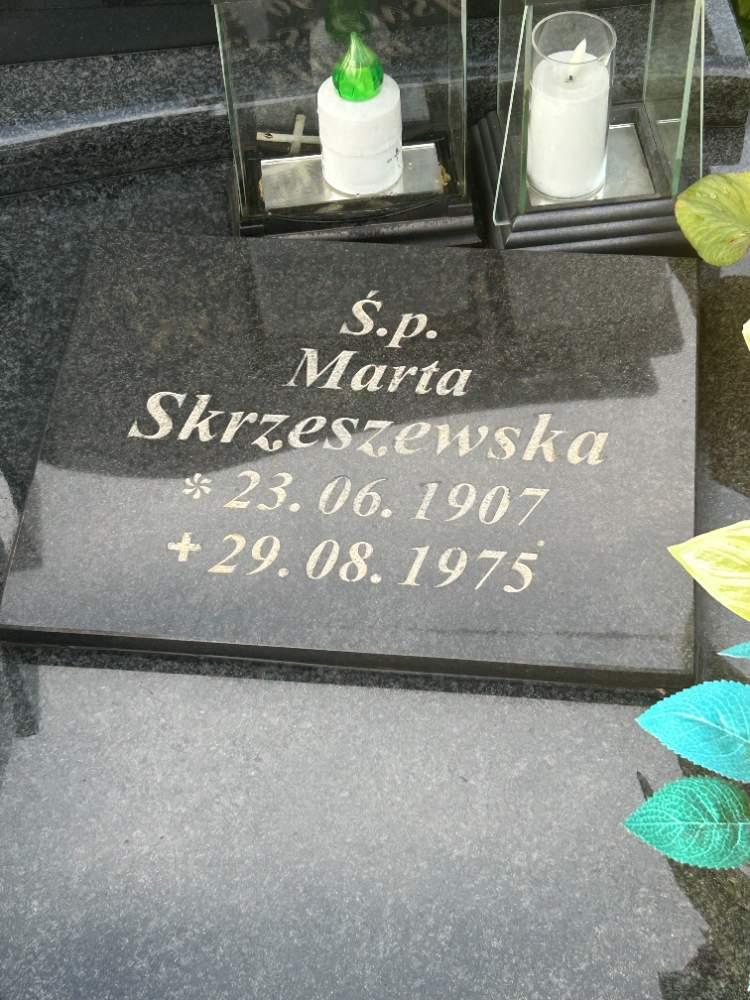 Ś.p.
Marta
Skrzeszewska
* 23. 06. 1907
+ 29. 08. 1975